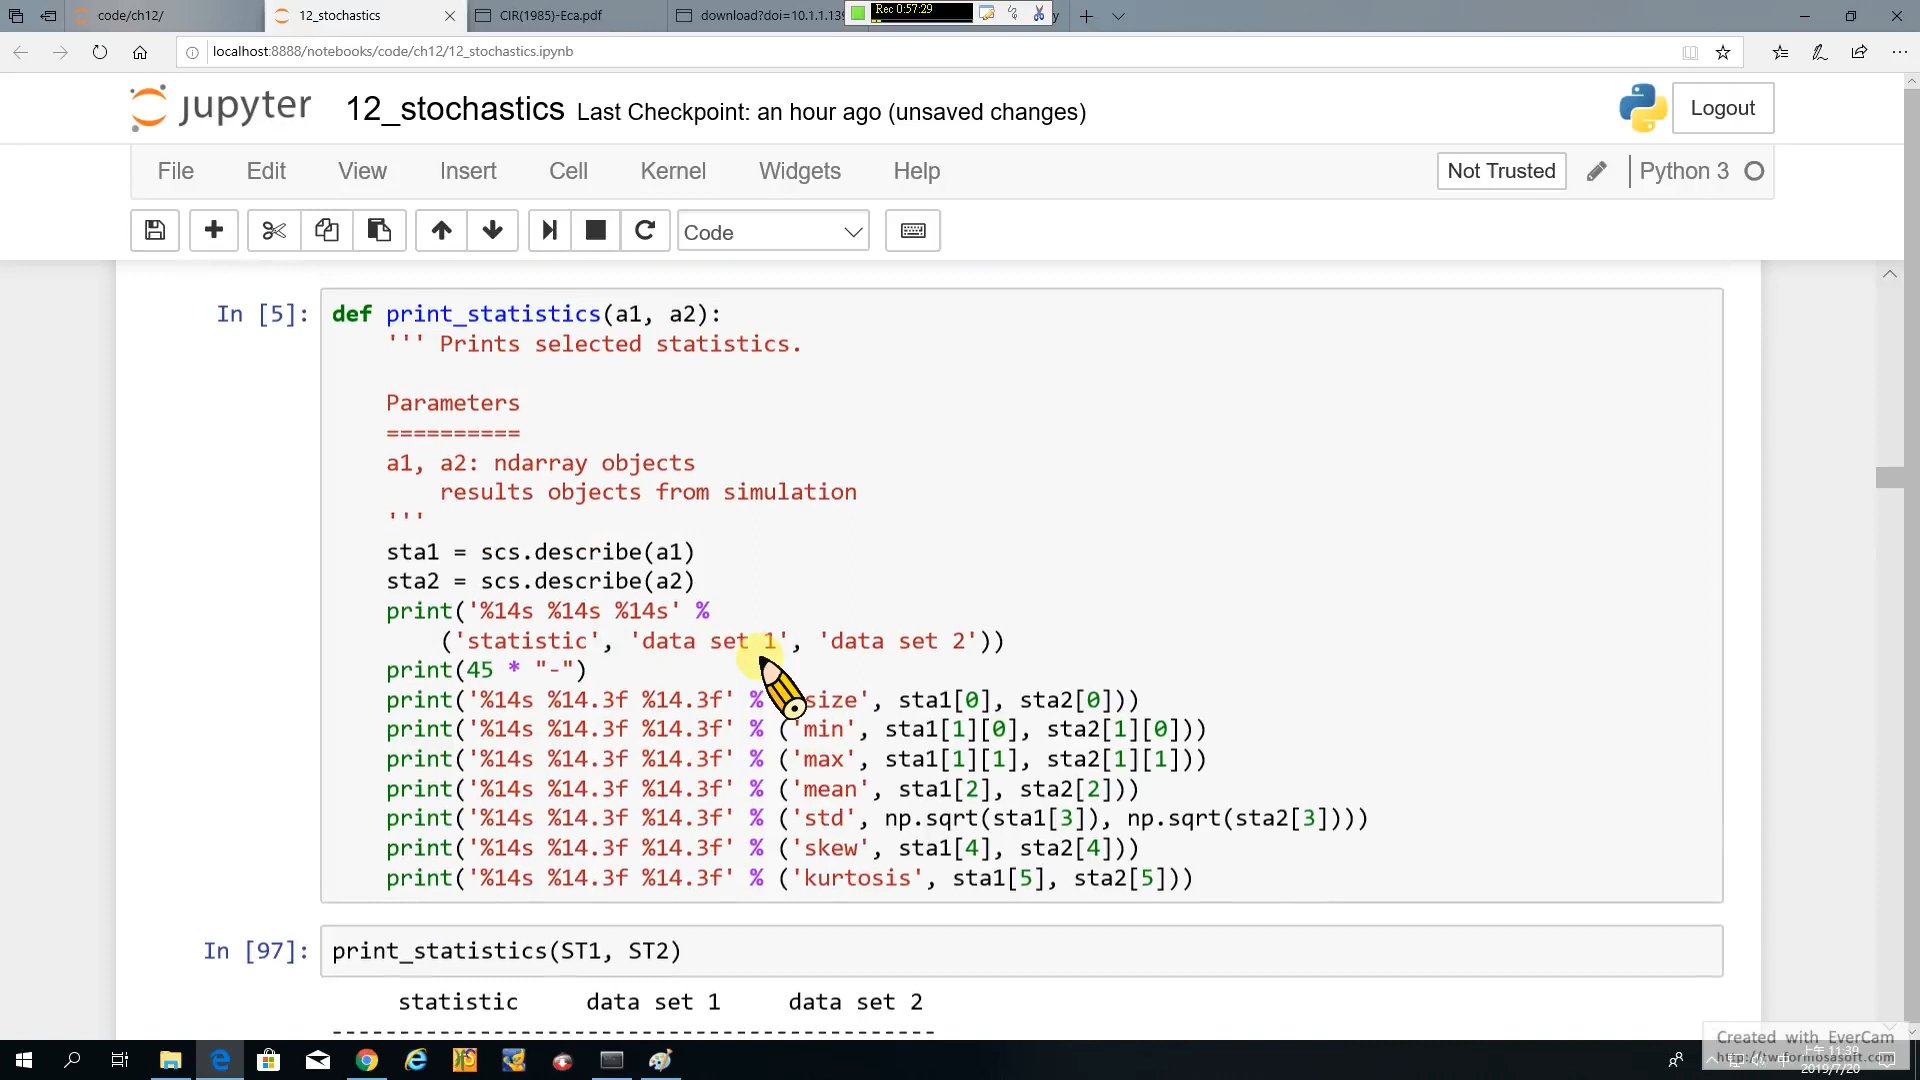 code/ch12/
12_stochastics
CIR(1985)-Eca.pdf
download?doi=10.1.1.139
Rec 0:57:29
localhost:8888/notebooks/code/ch12/12_stochastics.ipynb
jupyter 12_stochastics Last Checkpoint: an hour ago (unsaved changes)
Logout
File Edit View Insert Cell Kernel Widgets Help
Not Trusted
Python 3
Code
In [5]: def print_statistics(a1, a2):
''' Prints selected statistics.
Parameters
==========
a1, a2: ndarray objects
results objects from simulation
'''
sta1 = scs.describe(a1)
sta2 = scs.describe(a2)
print('%14s %14s %14s' %
('statistic', 'data set 1', 'data set 2'))
print(45 * "-")
print('%14s %14.3f %14.3f' % size', sta1[0], sta2[0]))
print('%14s %14.3f %14.3f' % ('min', sta1[1][0], sta2[1][0]))
print('%14s %14.3f %14.3f' % ('max', sta1[1][1], sta2[1][1]))
print('%14s %14.3f %14.3f' % ('mean', sta1[2], sta2[2]))
print('%14s %14.3f %14.3f' % ('std', np.sqrt(sta1[3]), np.sqrt(sta2[3])))
print('%14s %14.3f %14.3f' % ('skew', sta1[4], sta2[4]))
print('%14s %14.3f %14.3f' % ('kurtosis', sta1[5], sta2[5]))
In [97]: print_statistics(ST1, ST2)
statistic data set 1 data set 2
---------------------------------------------
Created with EverCam
上午 11:39
2019/7/20